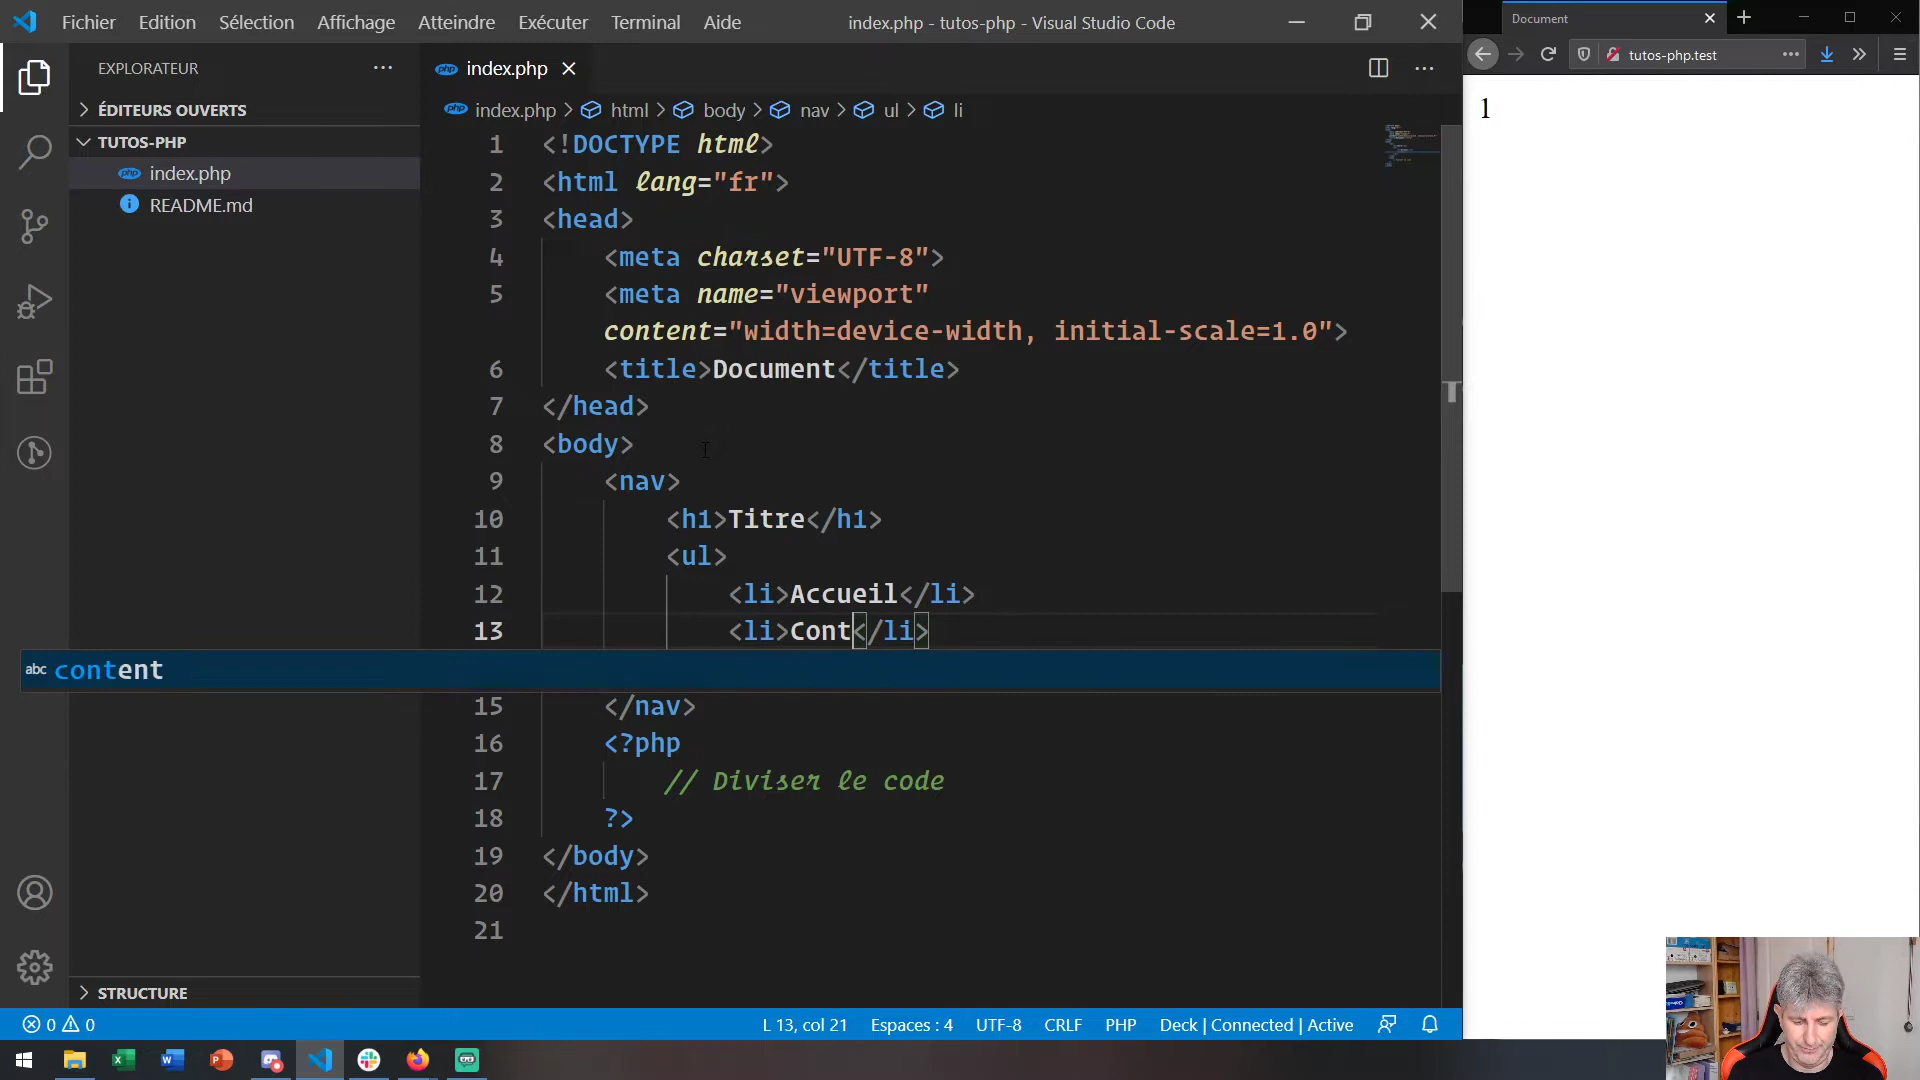 Fichier Edition Sélection Affichage Atteindre Exécuter Terminal Aide
index.php - tutos-php - Visual Studio Code
Document
tutos-php.test
EXPLORATEUR
ÉDITEURS OUVERTS
TUTOS-PHP
php index.php
README.md
STRUCTURE
php index.php
php index.php > html > body > nav > ul > li
1 <!DOCTYPE html>
2 <html lang="fr">
3 <head>
4 <meta charset="UTF-8">
5 <meta name="viewport"
content="width=device-width, initial-scale=1.0">
6 <title>Document</title>
7 </head>
8 <body>
9 <nav>
10 <h1>Titre</h1>
11 <ul>
12 <li>Accueil</li>
13 <li>Cont</li>
abc content
15 </nav>
16 <?php
17 // Diviser le code
18 ?>
19 </body>
20 </html>
21
1
0 0
L 13, col 21 Espaces : 4 UTF-8 CRLF PHP Deck | Connected | Active